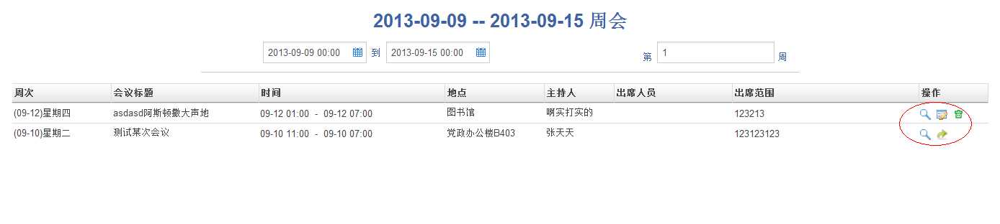 2013-09-09 -- 2013-09-15 周会
2013-09-09 00:00 到 2013-09-15 00:00 第 1 周
周次 会议标题 时间 地点 主持人 出席人员 出席范围 操作
(09-12)星期四 asdasd阿斯顿撒大声地 09-12 01:00 - 09-12 07:00 图书馆 啊实打实的 123213
(09-10)星期二 测试某次会议 09-10 11:00 - 09-10 07:00 党政办公楼B403 张天天 123123123